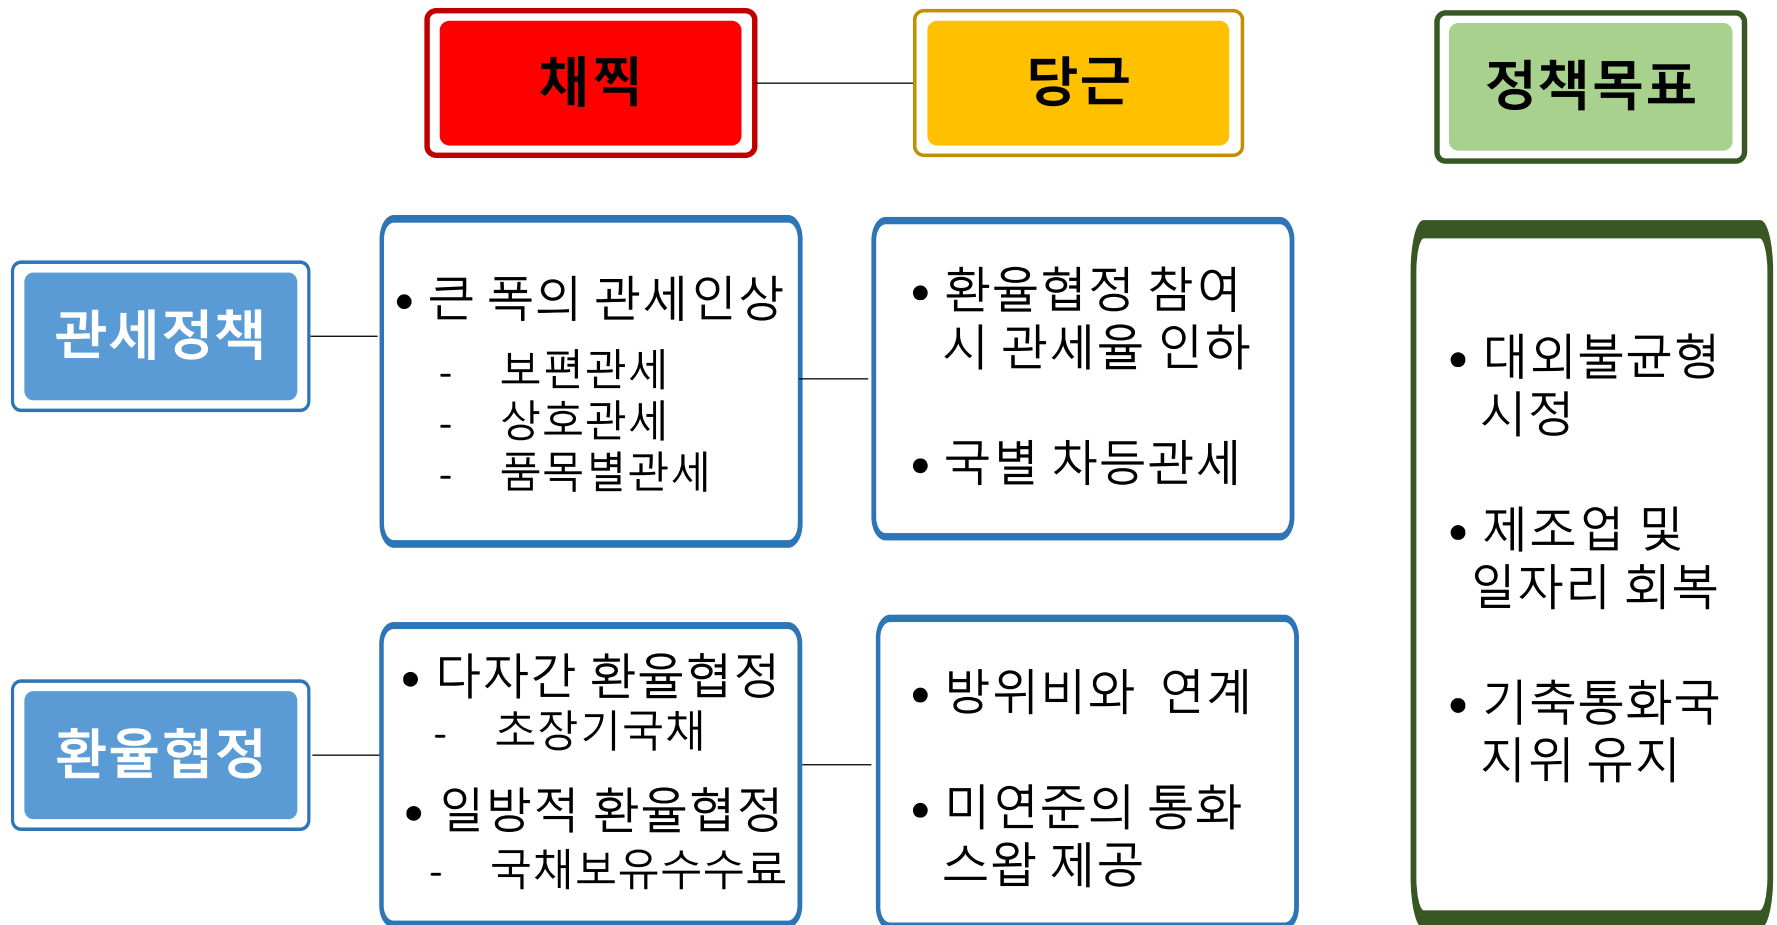 채찍
당근
정책목표
관세정책
• 큰 폭의 관세인상
- 보편관세
- 상호관세
- 품목별관세
• 환율협정 참여
시 관세율 인하
• 국별 차등관세
환율협정
• 다자간 환율협정
- 초장기국채
• 일방적 환율협정
- 국채보유수수료
• 방위비와 연계
• 미연준의 통화
스왑 제공
• 대외불균형
시정
• 제조업 및
일자리 회복
• 기축통화국
지위 유지